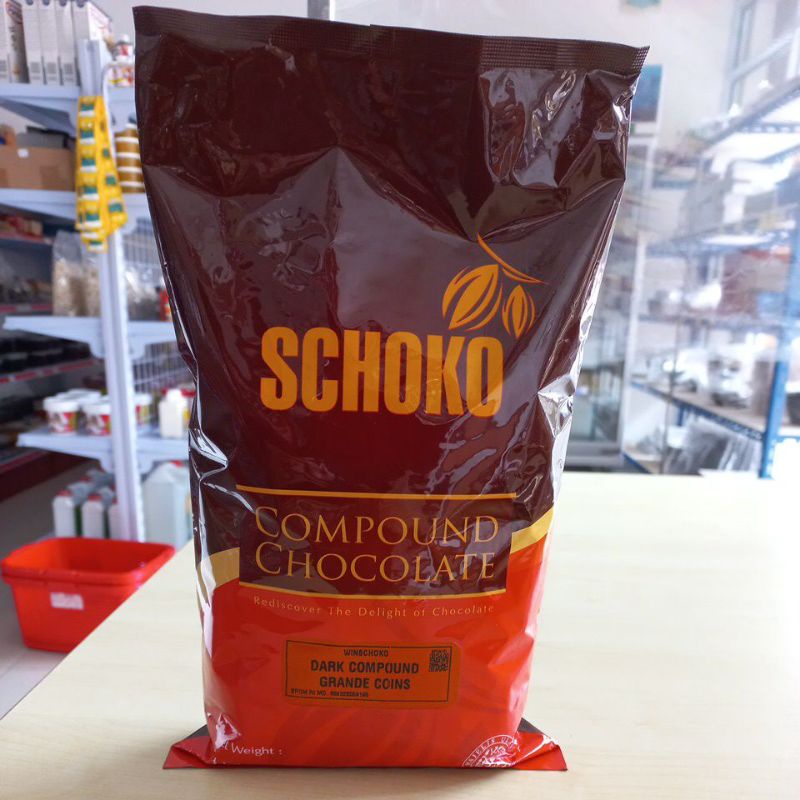 SCHOKO
COMPOUND
CHOCOLATE
Rediscover The Delight of Chocolate
WINSCHOKO
DARK COMPOUND
GRANDE COINS
Weight :